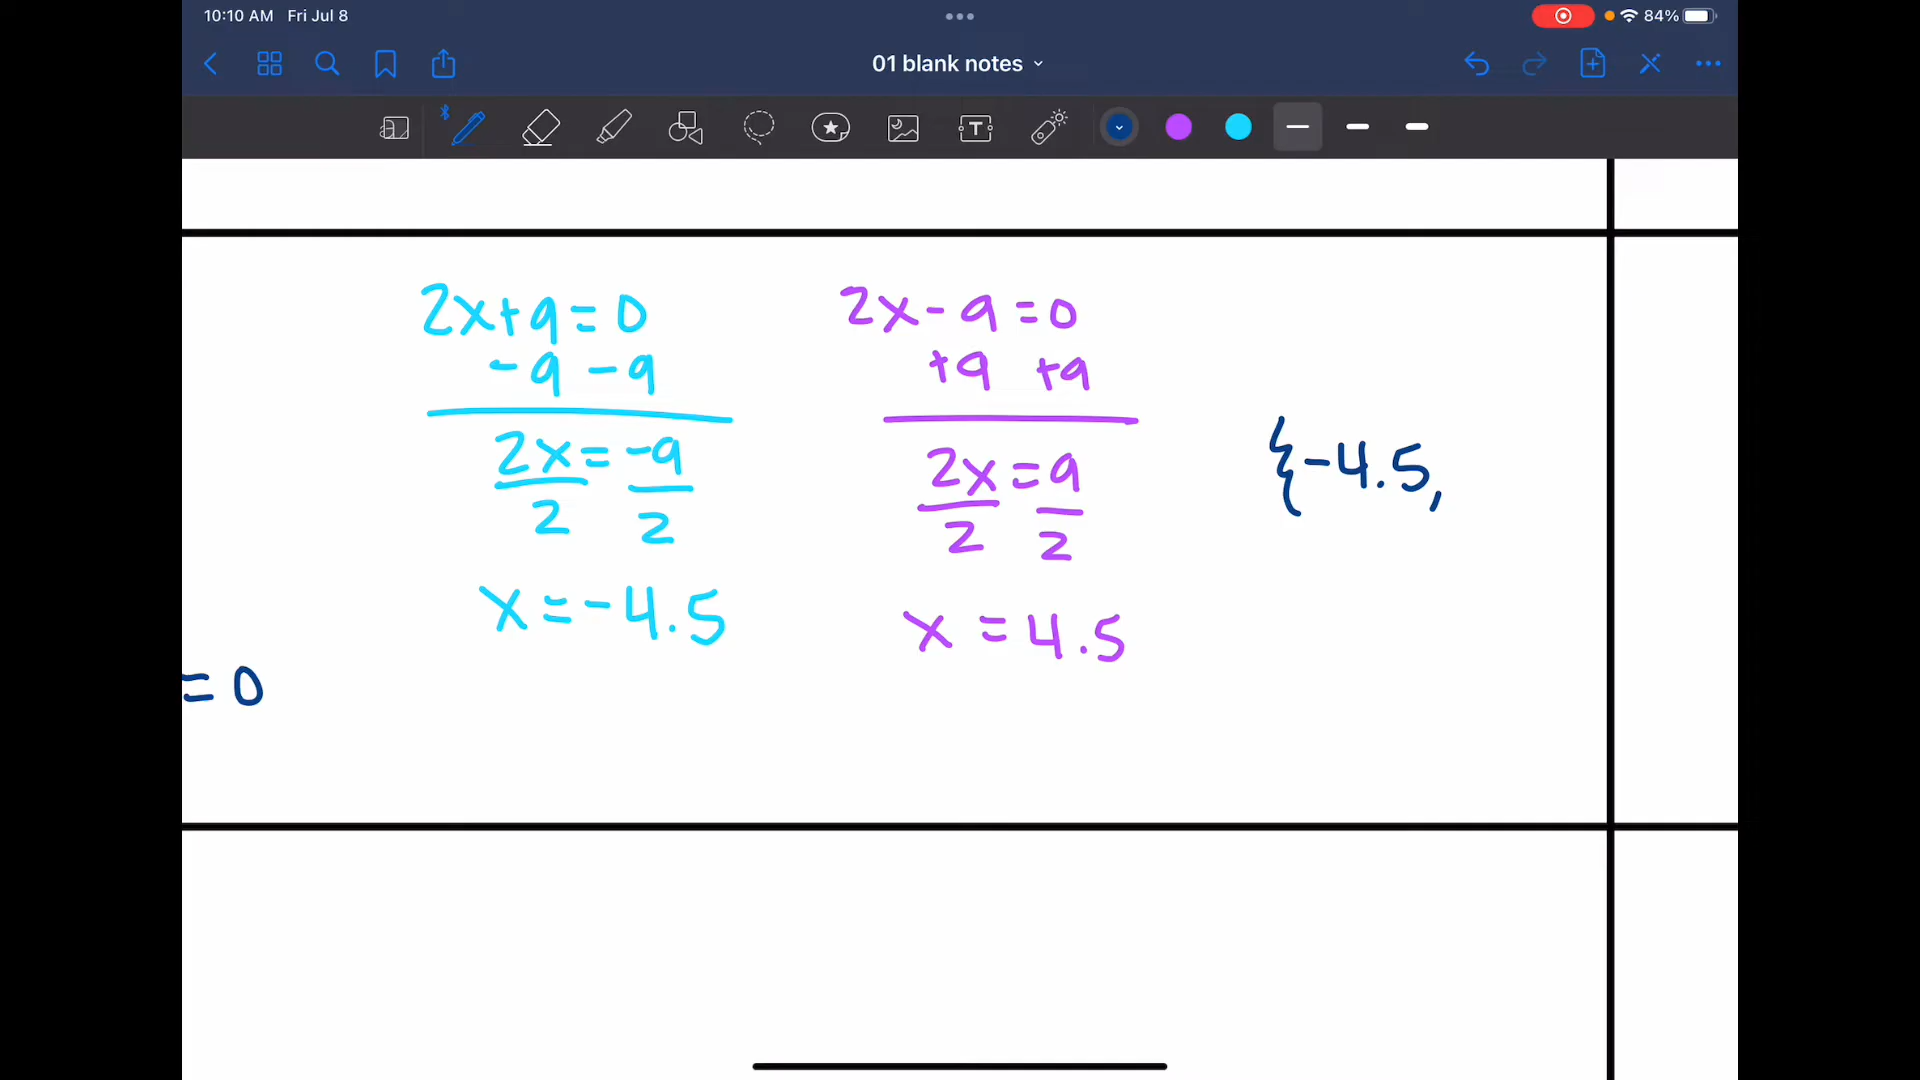 10:10 AM Fri Jul 8
84%
01 blank notes
2x+9=0
-9 -9
2x = -9
2 2
x = -4.5
2x-9=0
+9 +9
2x=9
2 2
x = 4.5
{-4.5,
= 0